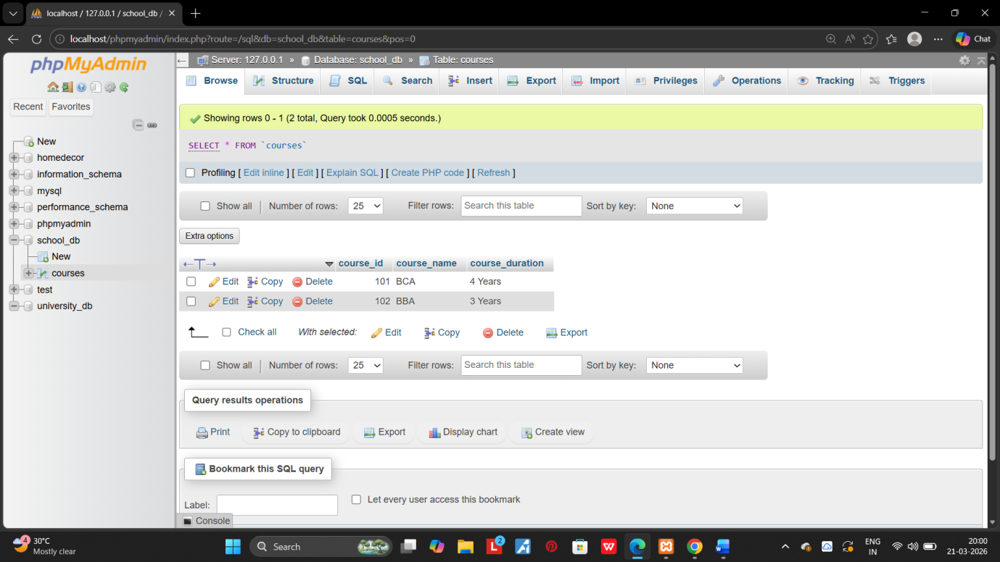 localhost / 127.0.0.1 / school_db /
localhost/phpmyadmin/index.php?route=/sql&db=school_db&table=courses&pos=0
Chat
phpMyAdmin
Recent Favorites
New
homedecor
information_schema
mysql
performance_schema
phpmyadmin
school_db
New
courses
test
university_db
Server: 127.0.0.1 » Database: school_db » Table: courses
Browse Structure SQL Search Insert Export Import Privileges Operations Tracking Triggers
Showing rows 0 - 1 (2 total, Query took 0.0005 seconds.)
SELECT * FROM `courses`
Profiling [ Edit inline ] [ Edit ] [ Explain SQL ] [ Create PHP code ] [ Refresh ]
Show all Number of rows: 25 Filter rows: Search this table Sort by key: None
Extra options
←T→ course_id course_name course_duration
Edit Copy Delete 101 BCA 4 Years
Edit Copy Delete 102 BBA 3 Years
Check all With selected: Edit Copy Delete Export
Show all Number of rows: 25 Filter rows: Search this table Sort by key: None
Query results operations
Print Copy to clipboard Export Display chart Create view
Bookmark this SQL query
Label: Let every user access this bookmark
Console
4 30°C
Mostly clear
Search
2
ENG
IN
20:00
21-03-2026